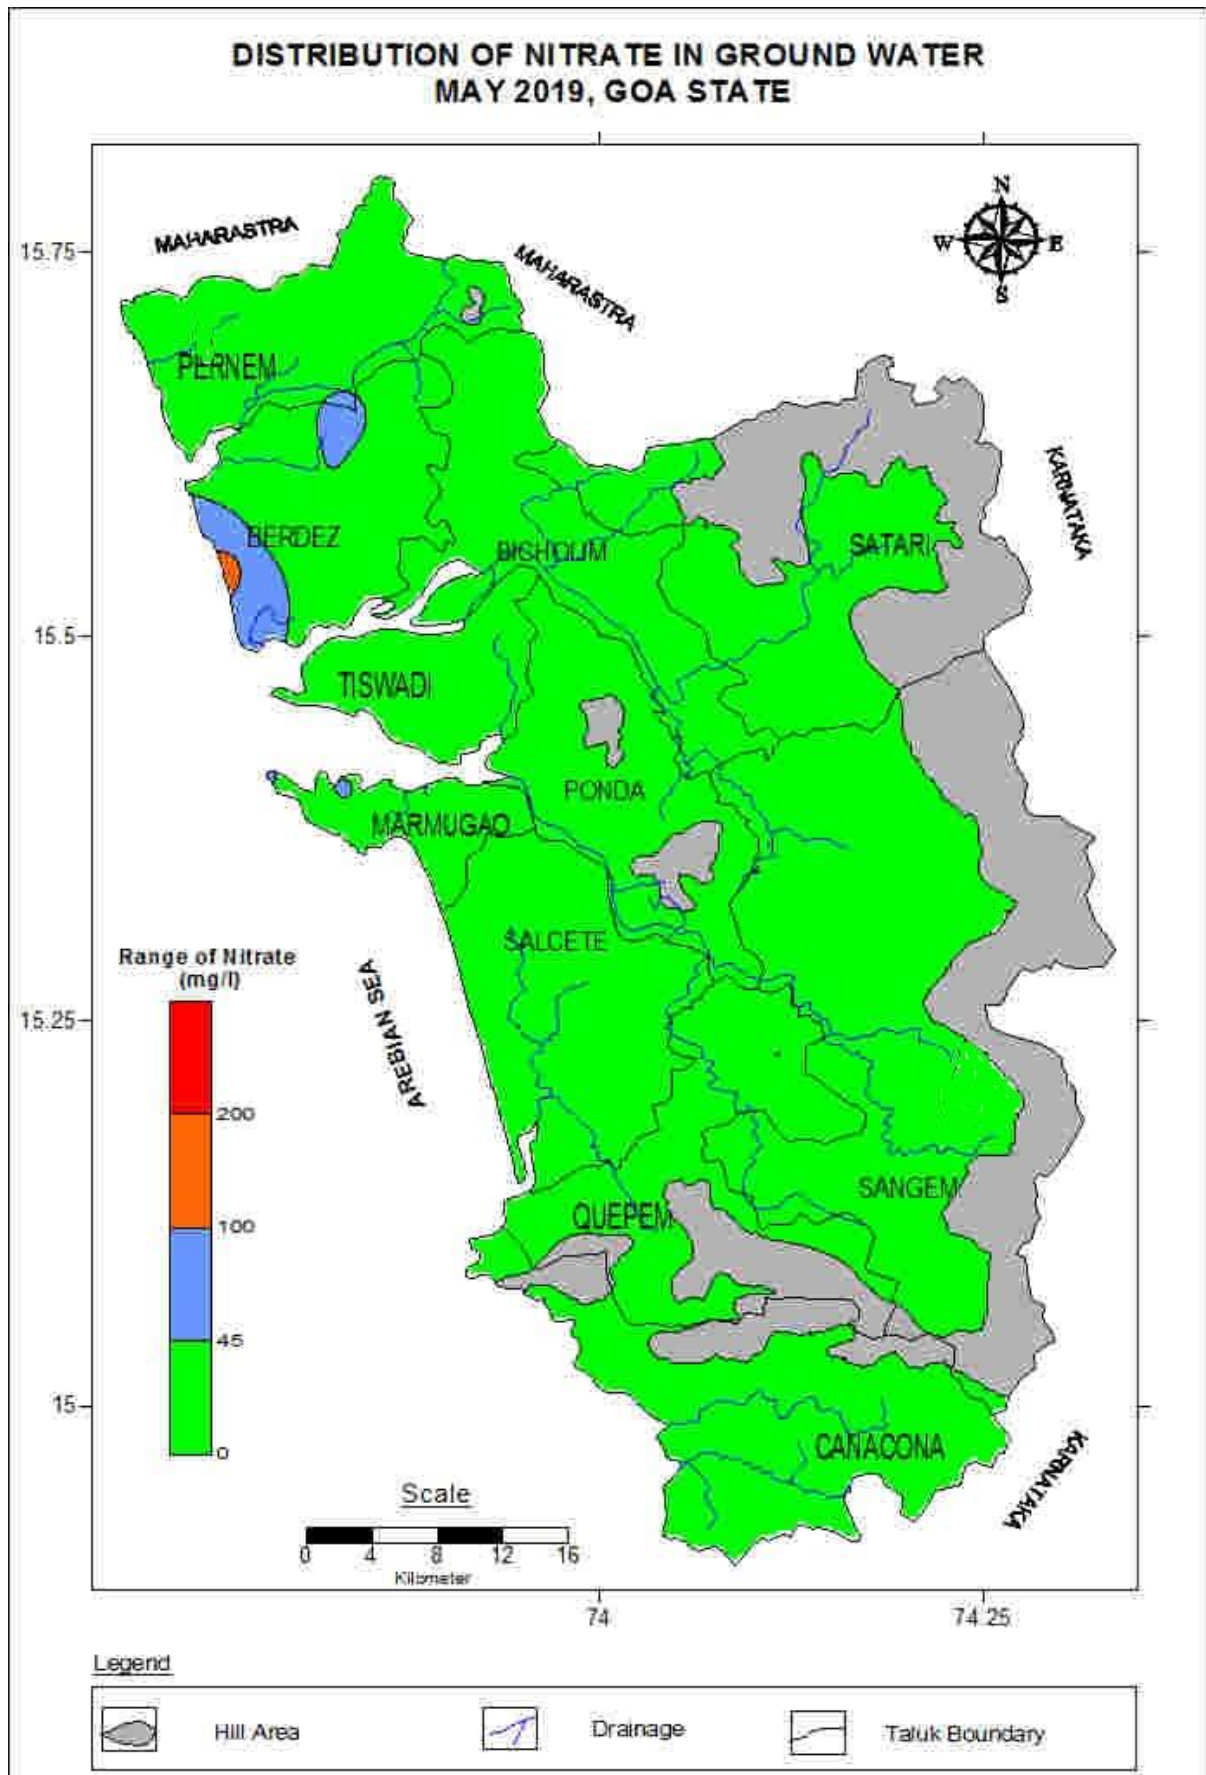 DISTRIBUTION OF NITRATE IN GROUND WATER
MAY 2019, GOA STATE
N
W E
S
MAHARASTRA
MAHARASTRA
KARNATAKA
15.75
15.5
15.25
15
PERNEM
BERDEZ
BICHOLIM
SATARI
TISWADI
PONDA
MARMUGAO
SALCETE
SANGEM
QUEPEM
CANACONA
AREBIAN SEA
KARNATAKA
Range of Nitrate
(mg/l)
200
100
45
0
Scale
0 4 8 12 16
Kilometer
74 74.25
Legend
Hill Area Drainage Taluk Boundary